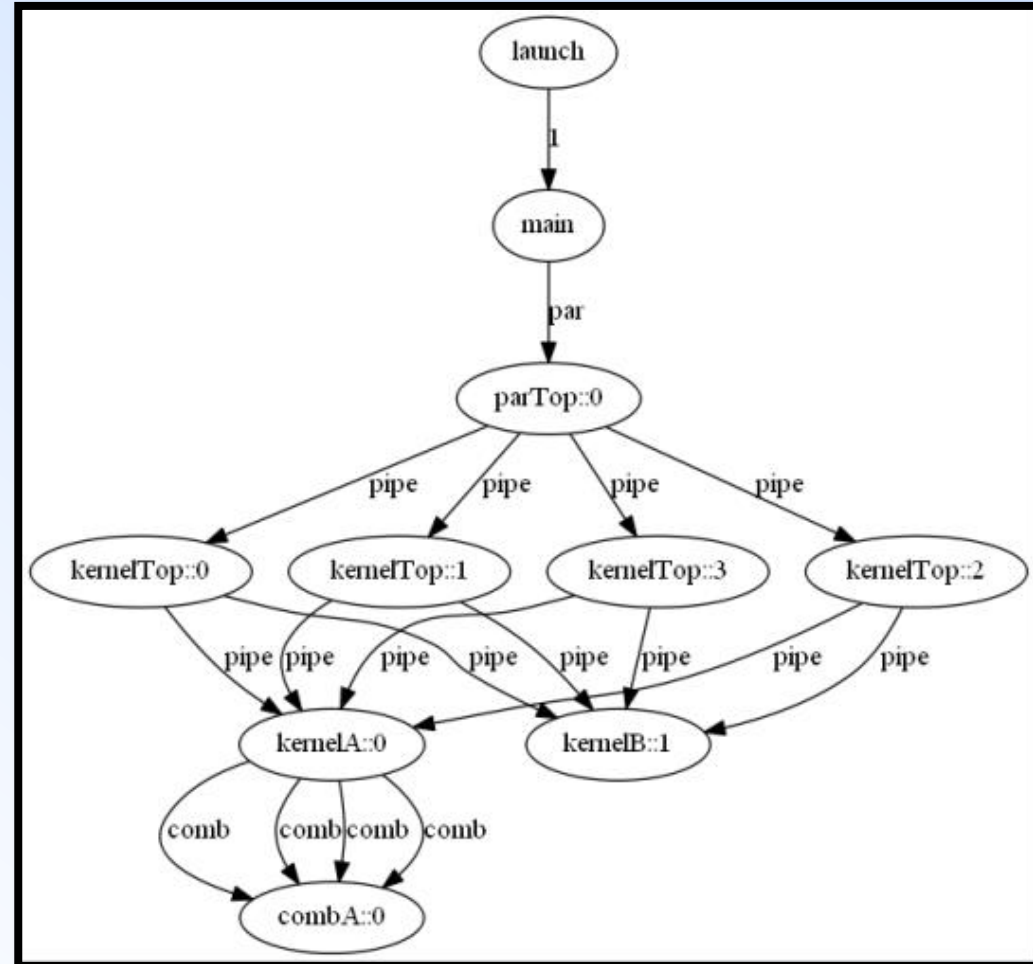 launch
1
main
par
parTop::0
pipe pipe pipe pipe
kernelTop::0 kernelTop::1 kernelTop::3 kernelTop::2
pipe pipe pipe pipe pipe pipe pipe pipe
kernelA::0 kernelB::1
comb comb comb comb
combA::0